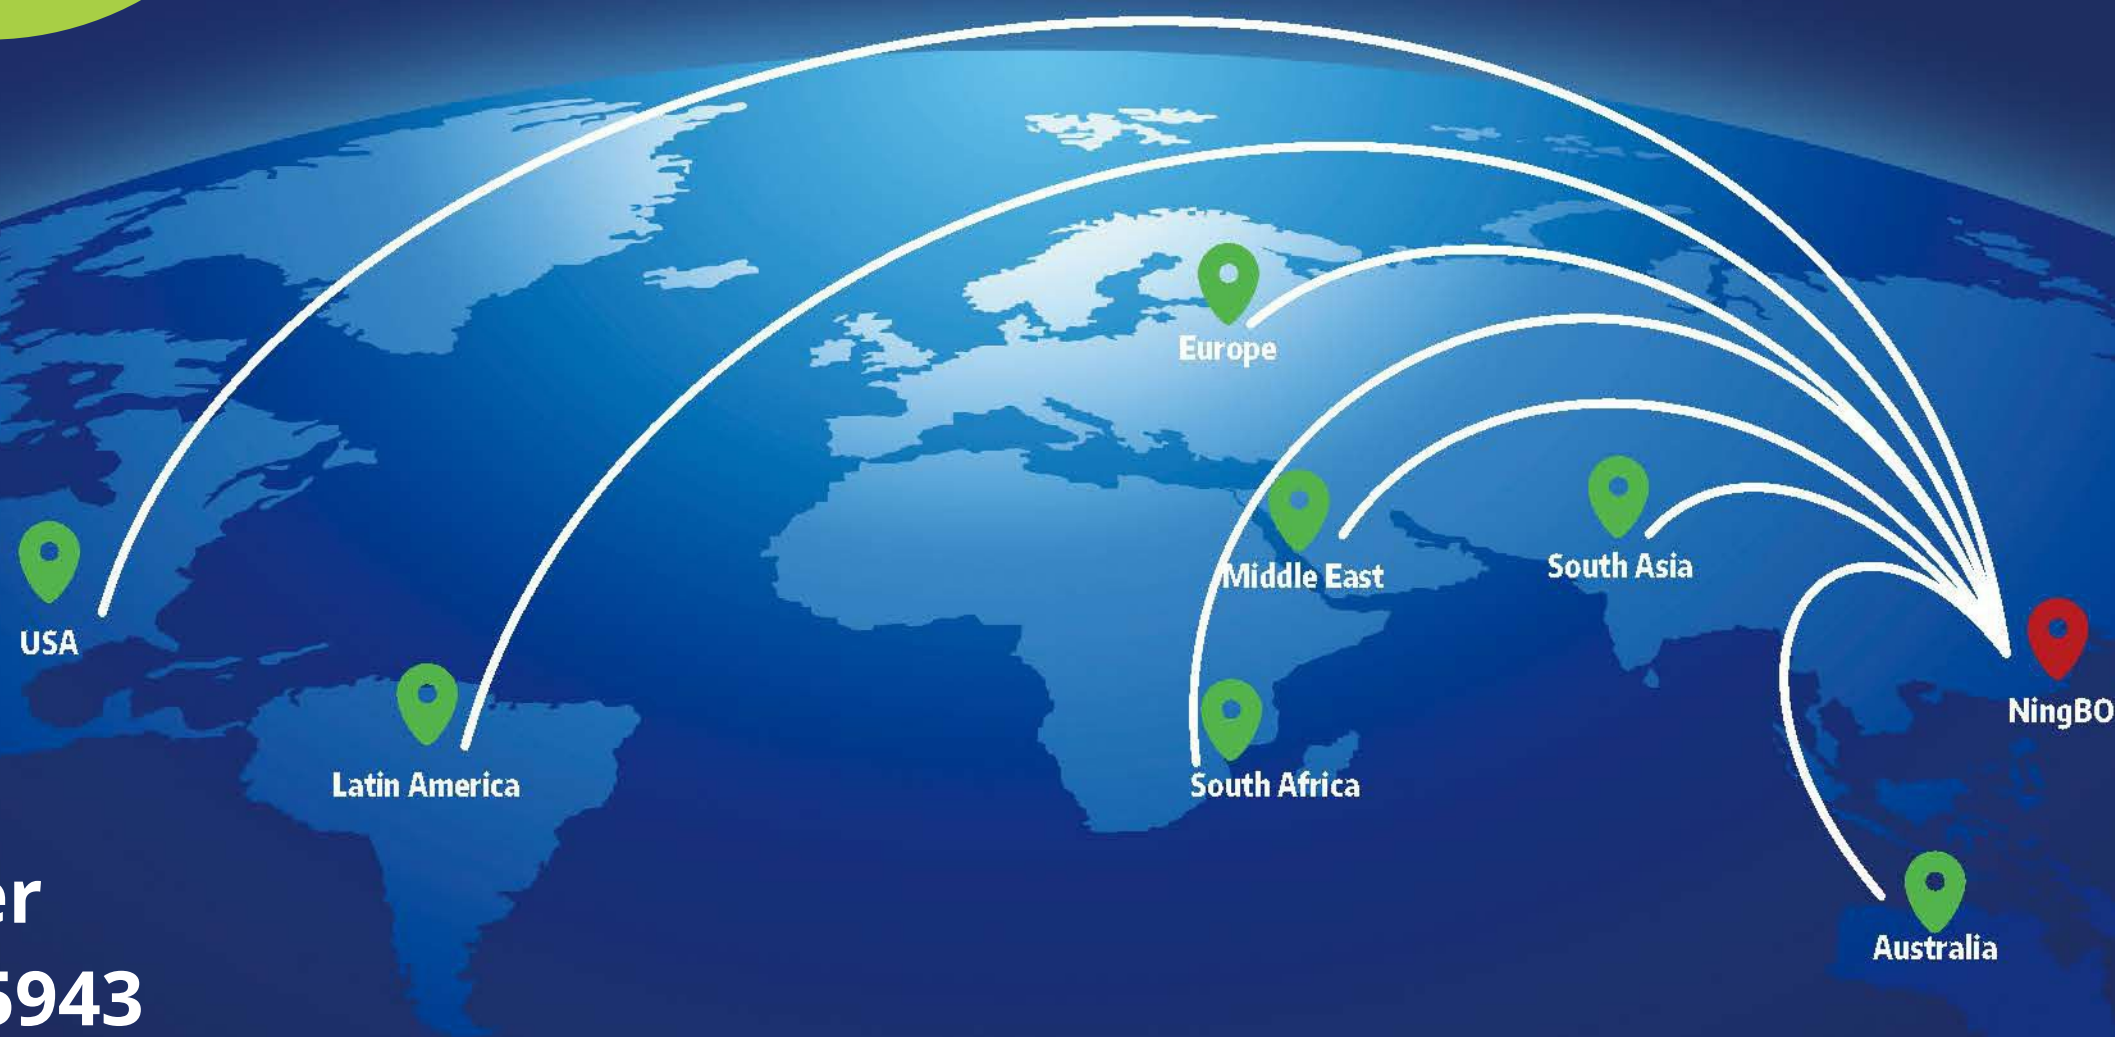 Europe
Middle East
South Asia
USA
NingBO
Latin America
South Africa
er
5943
Australia